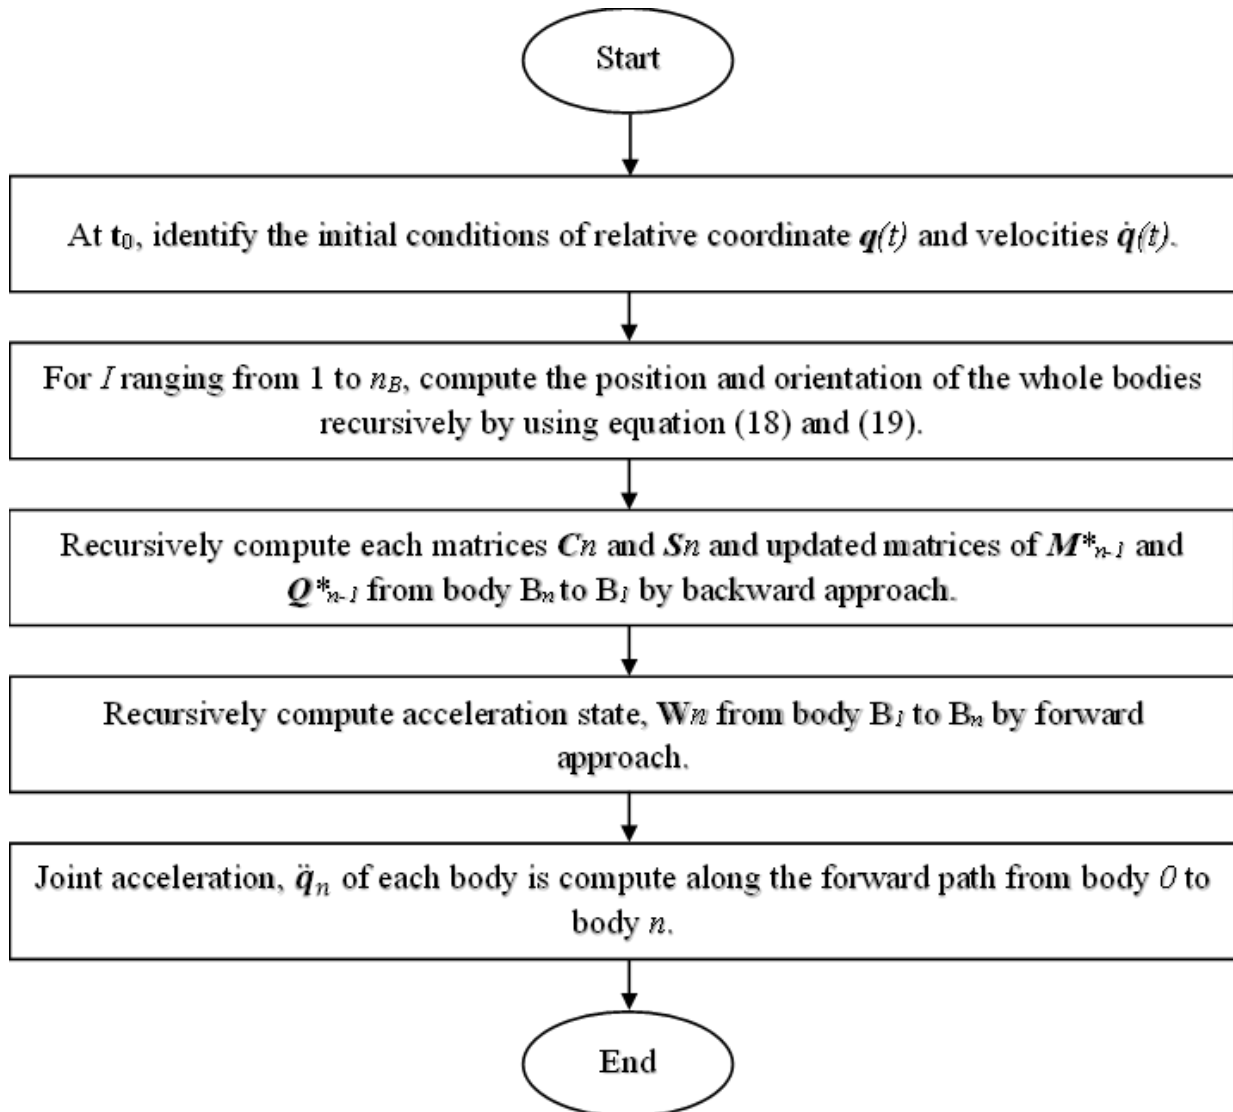 Start
At t₀, identify the initial conditions of relative coordinate q(t) and velocities q̇(t).
For I ranging from 1 to n_B, compute the position and orientation of the whole bodies
recursively by using equation (18) and (19).
Recursively compute each matrices Cn and Sn and updated matrices of M*ₙ₋₁ and
Q*ₙ₋₁ from body Bₙ to B₁ by backward approach.
Recursively compute acceleration state, Wn from body B₁ to Bₙ by forward
approach.
Joint acceleration, q̈ₙ of each body is compute along the forward path from body 0 to
body n.
End